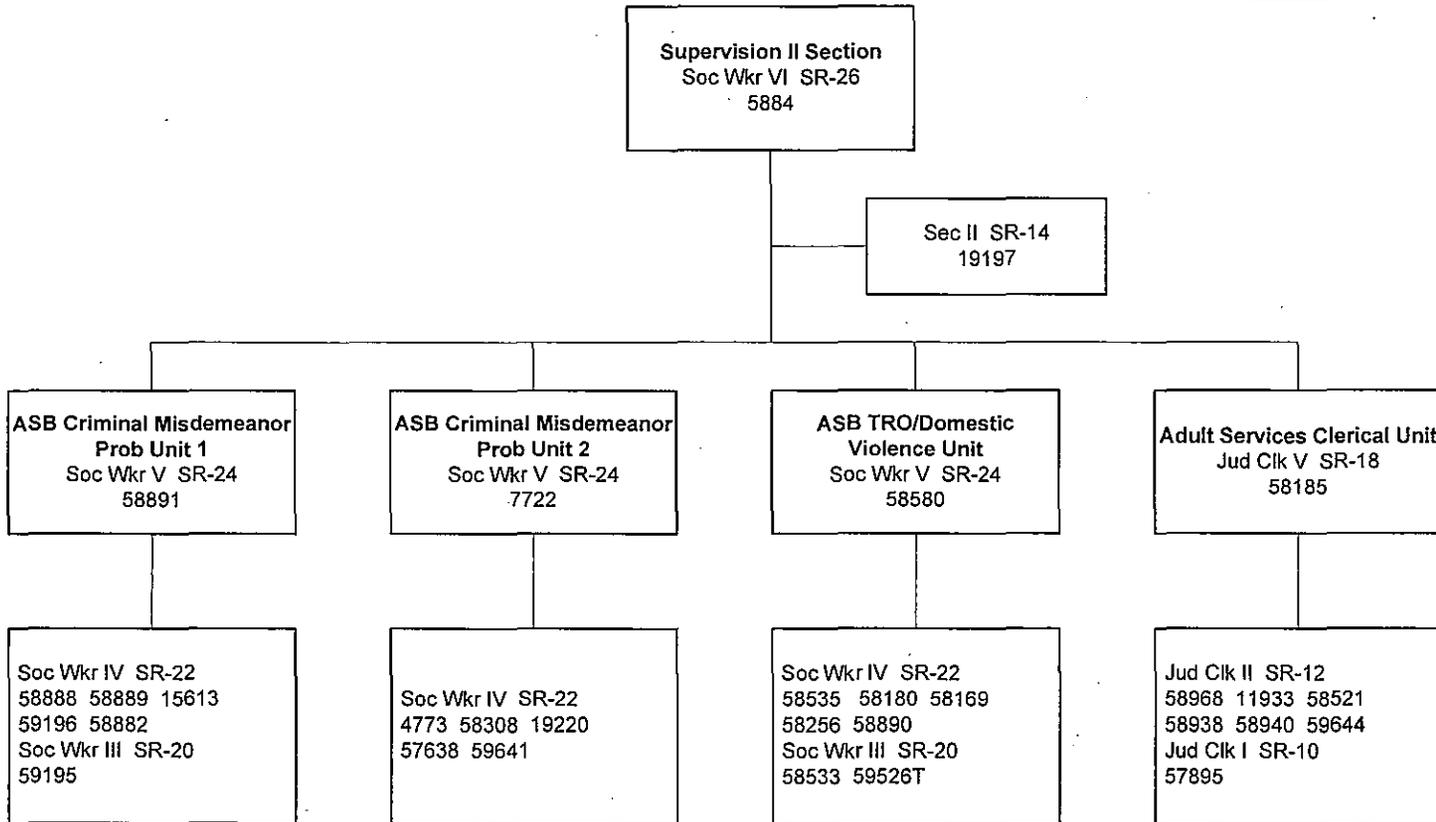 Supervision II Section
Soc Wkr VI SR-26
5884
Sec II SR-14
19197
ASB Criminal Misdemeanor
Prob Unit 1
Soc Wkr V SR-24
58891
ASB Criminal Misdemeanor
Prob Unit 2
Soc Wkr V SR-24
7722
ASB TRO/Domestic
Violence Unit
Soc Wkr V SR-24
58580
Adult Services Clerical Unit
Jud Clk V SR-18
58185
Soc Wkr IV SR-22
58888 58889 15613
59196 58882
Soc Wkr III SR-20
59195
Soc Wkr IV SR-22
4773 58308 19220
57638 59641
Soc Wkr IV SR-22
58535 58180 58169
58256 58890
Soc Wkr III SR-20
58533 59526T
Jud Clk II SR-12
58968 11933 58521
58938 58940 59644
Jud Clk I SR-10
57895